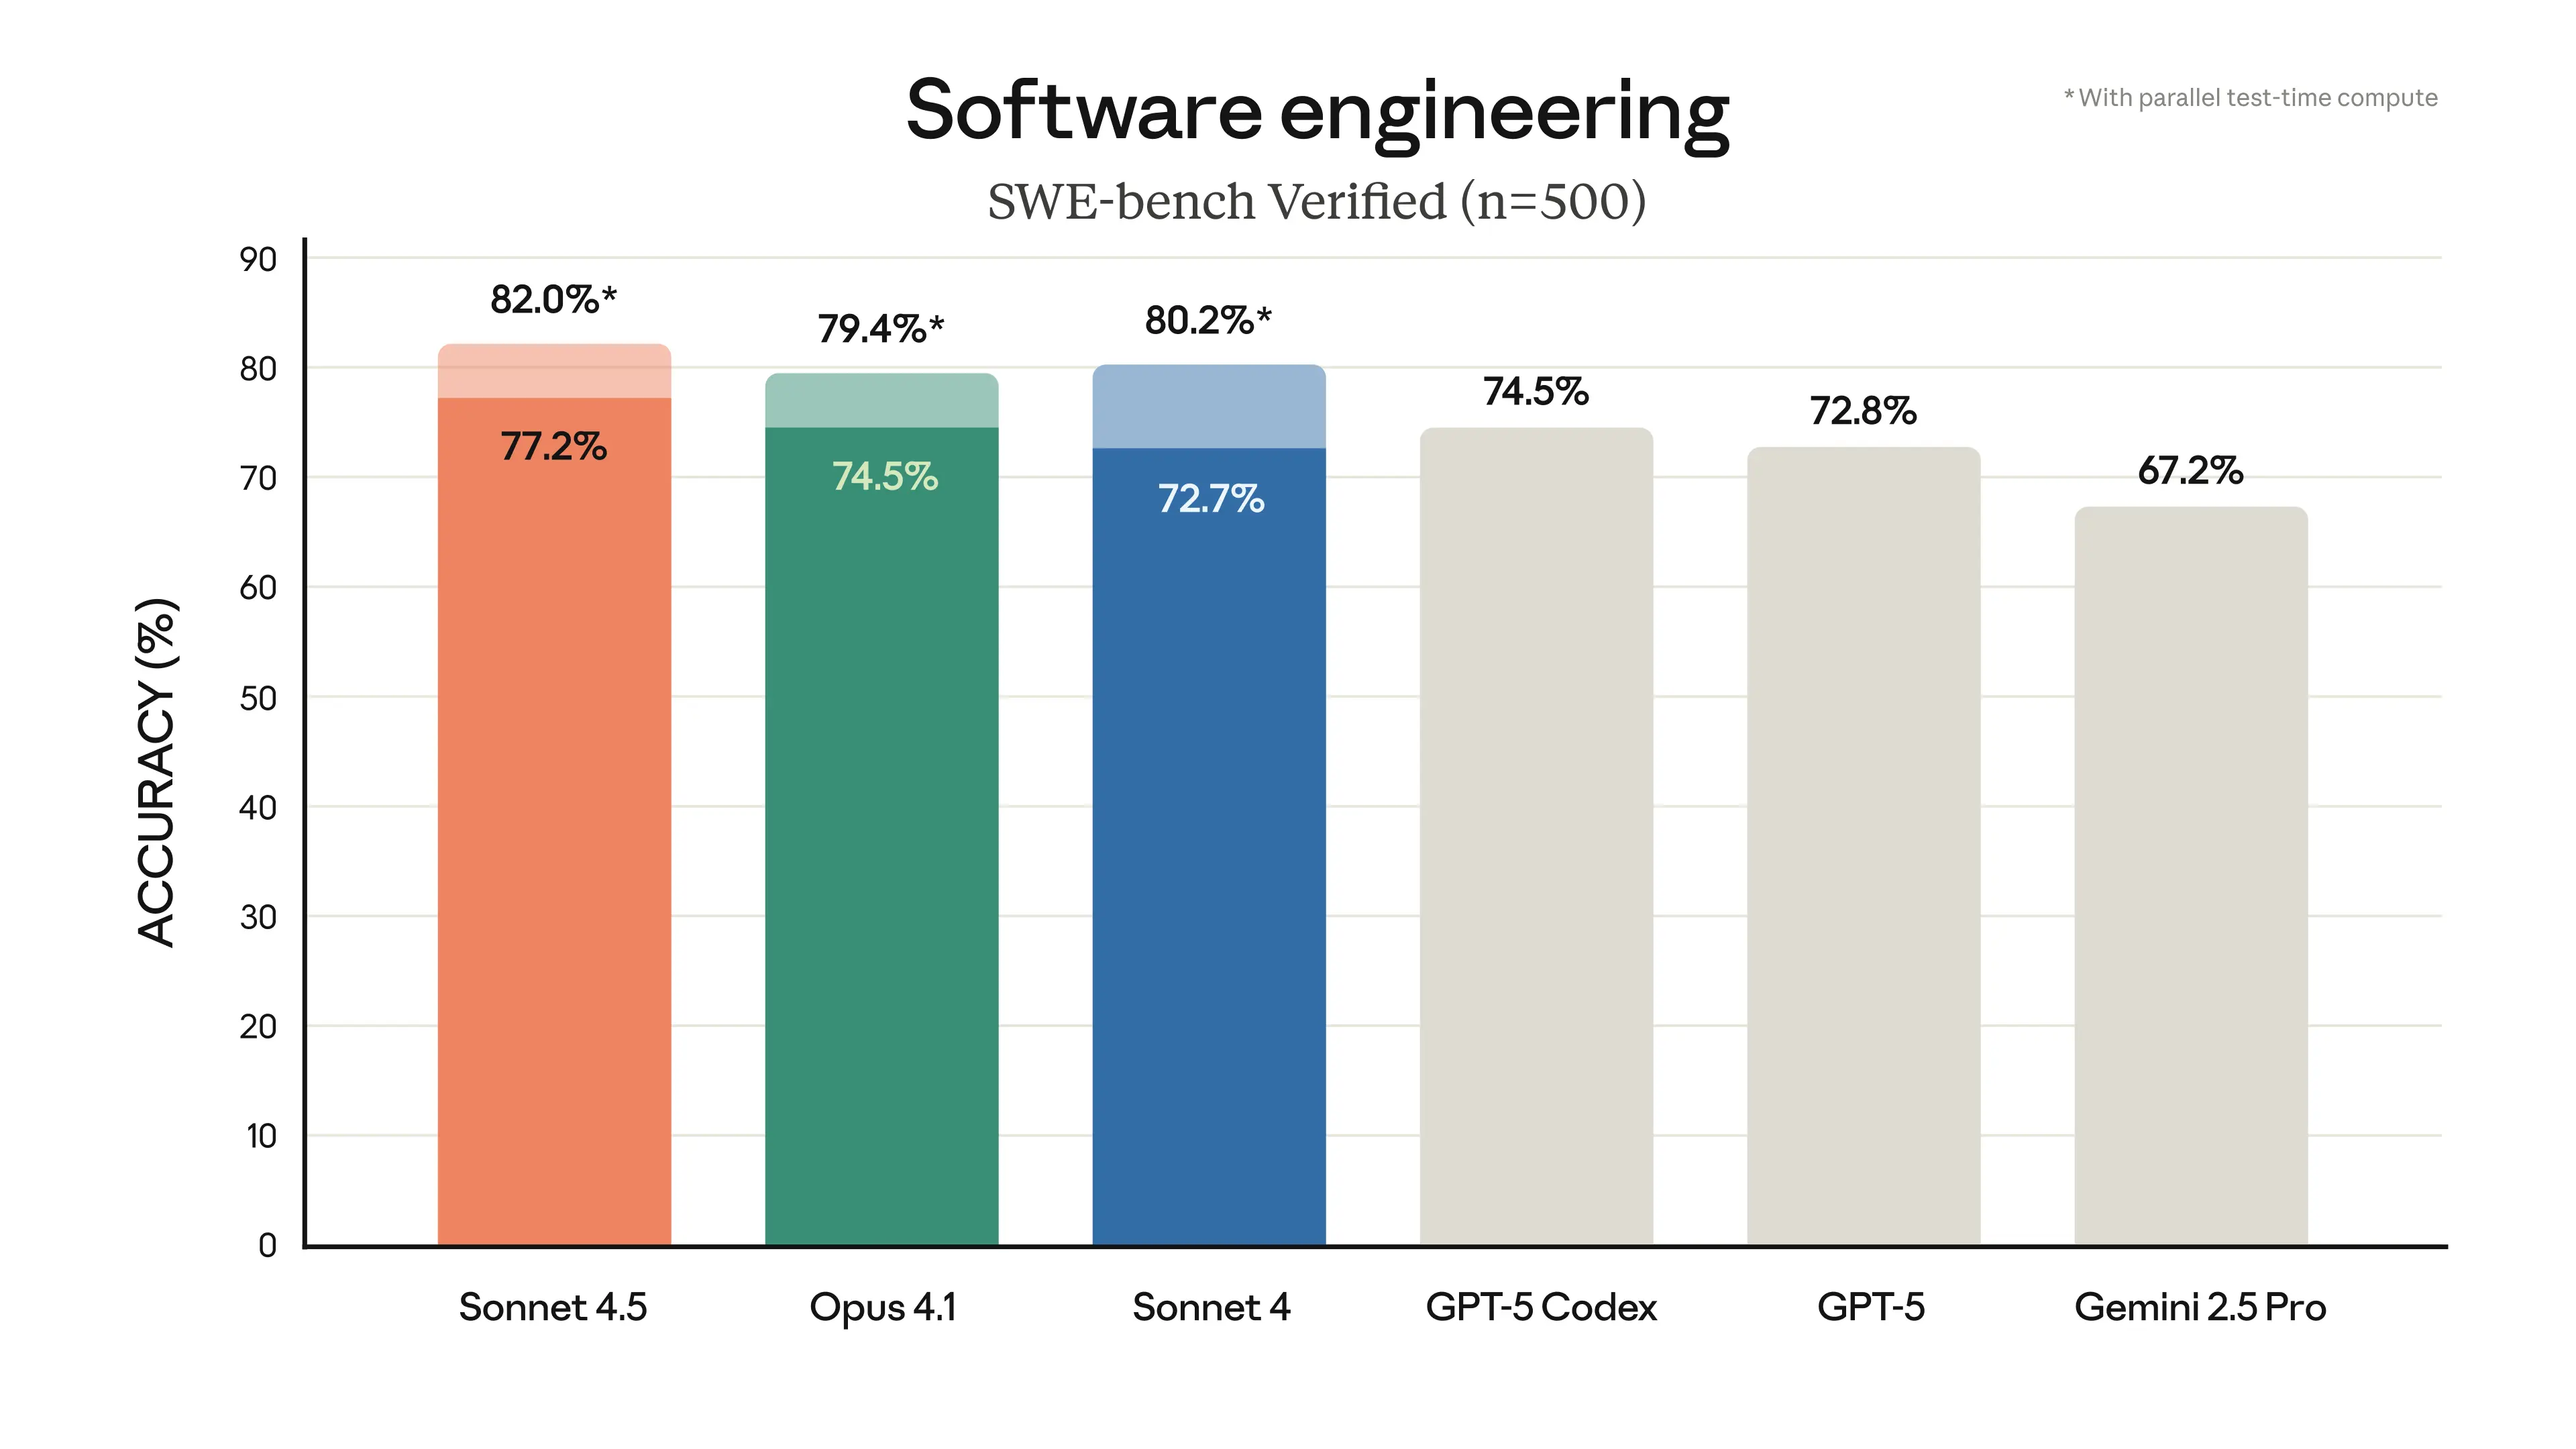 Software engineering
* With parallel test-time compute
SWE-bench Verified (n=500)
ACCURACY (%)
90
80
70
60
50
40
30
20
10
0
82.0%*
77.2%
79.4%*
74.5%
80.2%*
72.7%
74.5%
72.8%
67.2%
Sonnet 4.5
Opus 4.1
Sonnet 4
GPT-5 Codex
GPT-5
Gemini 2.5 Pro